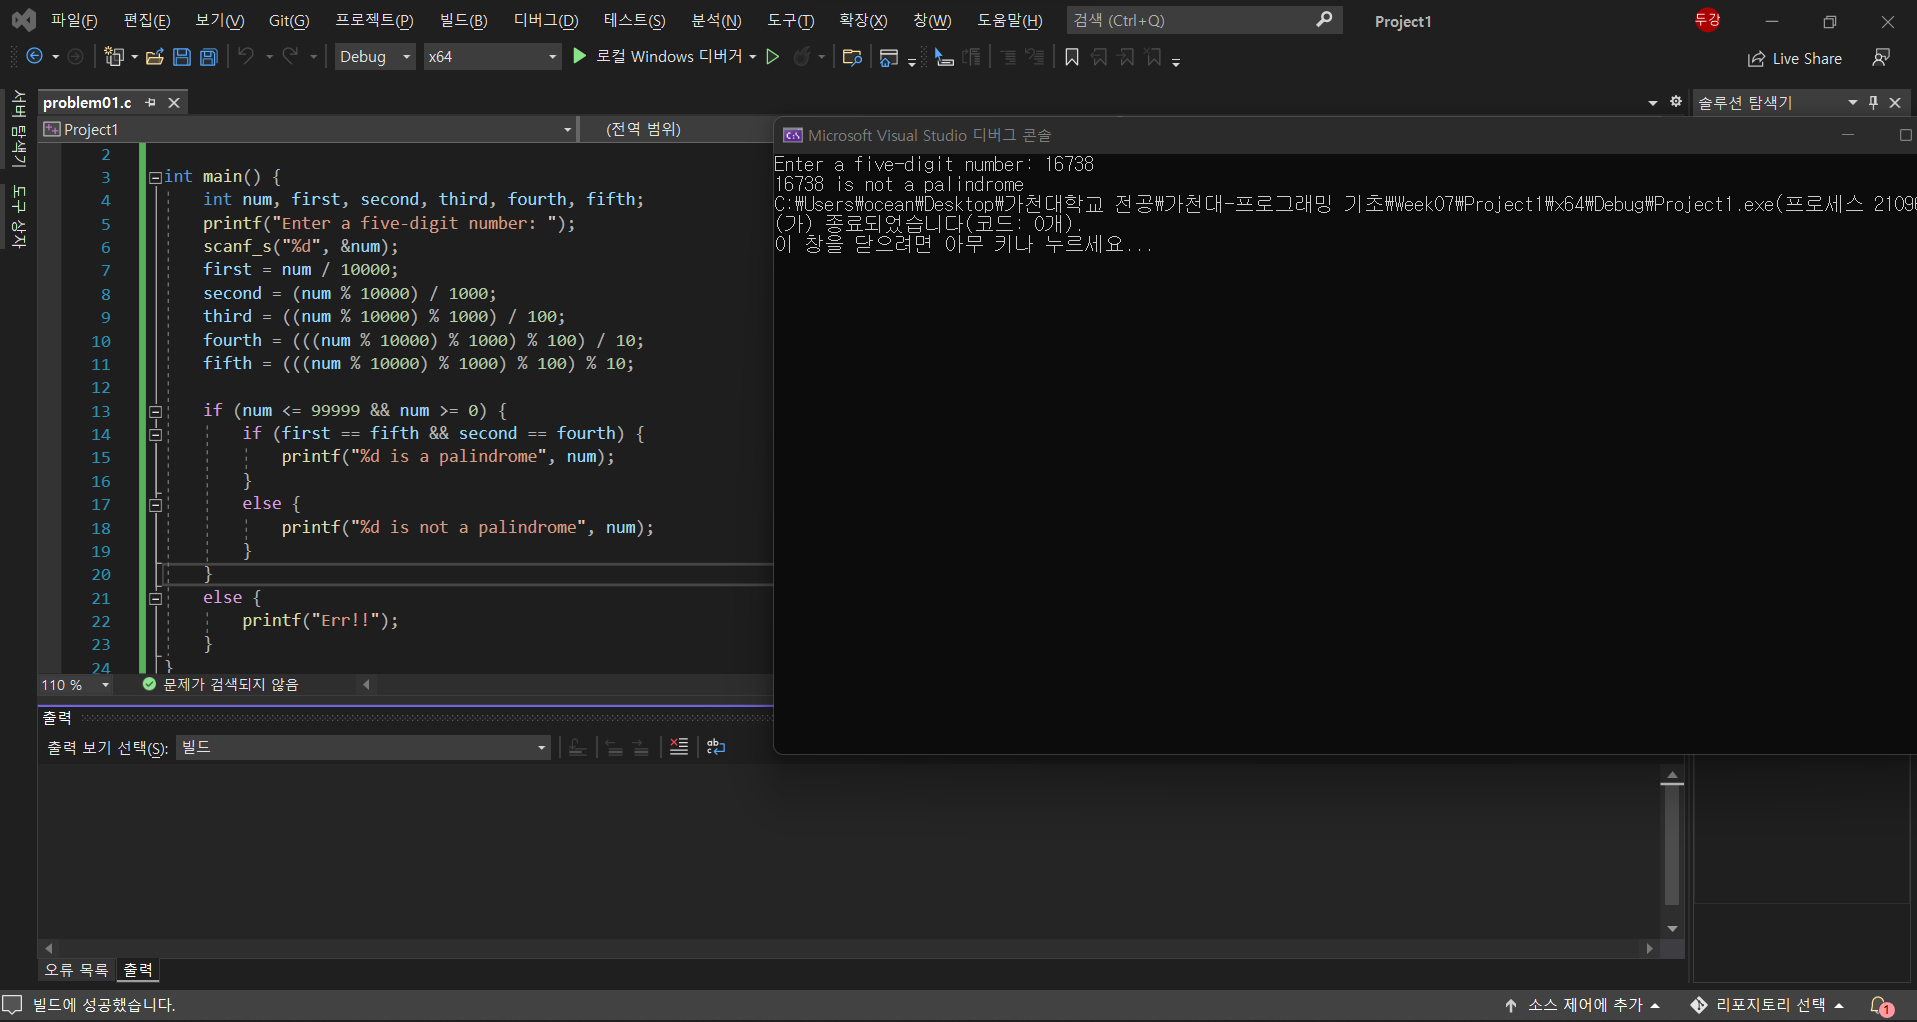 파일(F) 편집(E) 보기(V) Git(G) 프로젝트(P) 빌드(B) 디버그(D) 테스트(S) 분석(N) 도구(T) 확장(X) 창(W) 도움말(H) 검색 (Ctrl+Q) Project1 두강
Debug x64 로컬 Windows 디버거 Live Share
서버 탐색기
도구 상자
problem01.c
솔루션 탐색기
Project1 (전역 범위)
2
3 int main() {
4 int num, first, second, third, fourth, fifth;
5 printf("Enter a five-digit number: ");
6 scanf_s("%d", &num);
7 first = num / 10000;
8 second = (num % 10000) / 1000;
9 third = ((num % 10000) % 1000) / 100;
10 fourth = (((num % 10000) % 1000) % 100) / 10;
11 fifth = (((num % 10000) % 1000) % 100) % 10;
12
13 if (num <= 99999 && num >= 0) {
14 if (first == fifth && second == fourth) {
15 printf("%d is a palindrome", num);
16 }
17 else {
18 printf("%d is not a palindrome", num);
19 }
20 }
21 else {
22 printf("Err!!");
23 }
24 }
Microsoft Visual Studio 디버그 콘솔
Enter a five-digit number: 16738
16738 is not a palindrome
C:₩Users₩ocean₩Desktop₩가천대학교 전공₩가천대-프로그래밍 기초₩Week07₩Project1₩x64₩Debug₩Project1.exe(프로세스 21096
(가) 종료되었습니다(코드: 0개).
이 창을 닫으려면 아무 키나 누르세요...
110 % 문제가 검색되지 않음
출력
출력 보기 선택(S): 빌드
오류 목록 출력
빌드에 성공했습니다. 소스 제어에 추가 리포지토리 선택 1